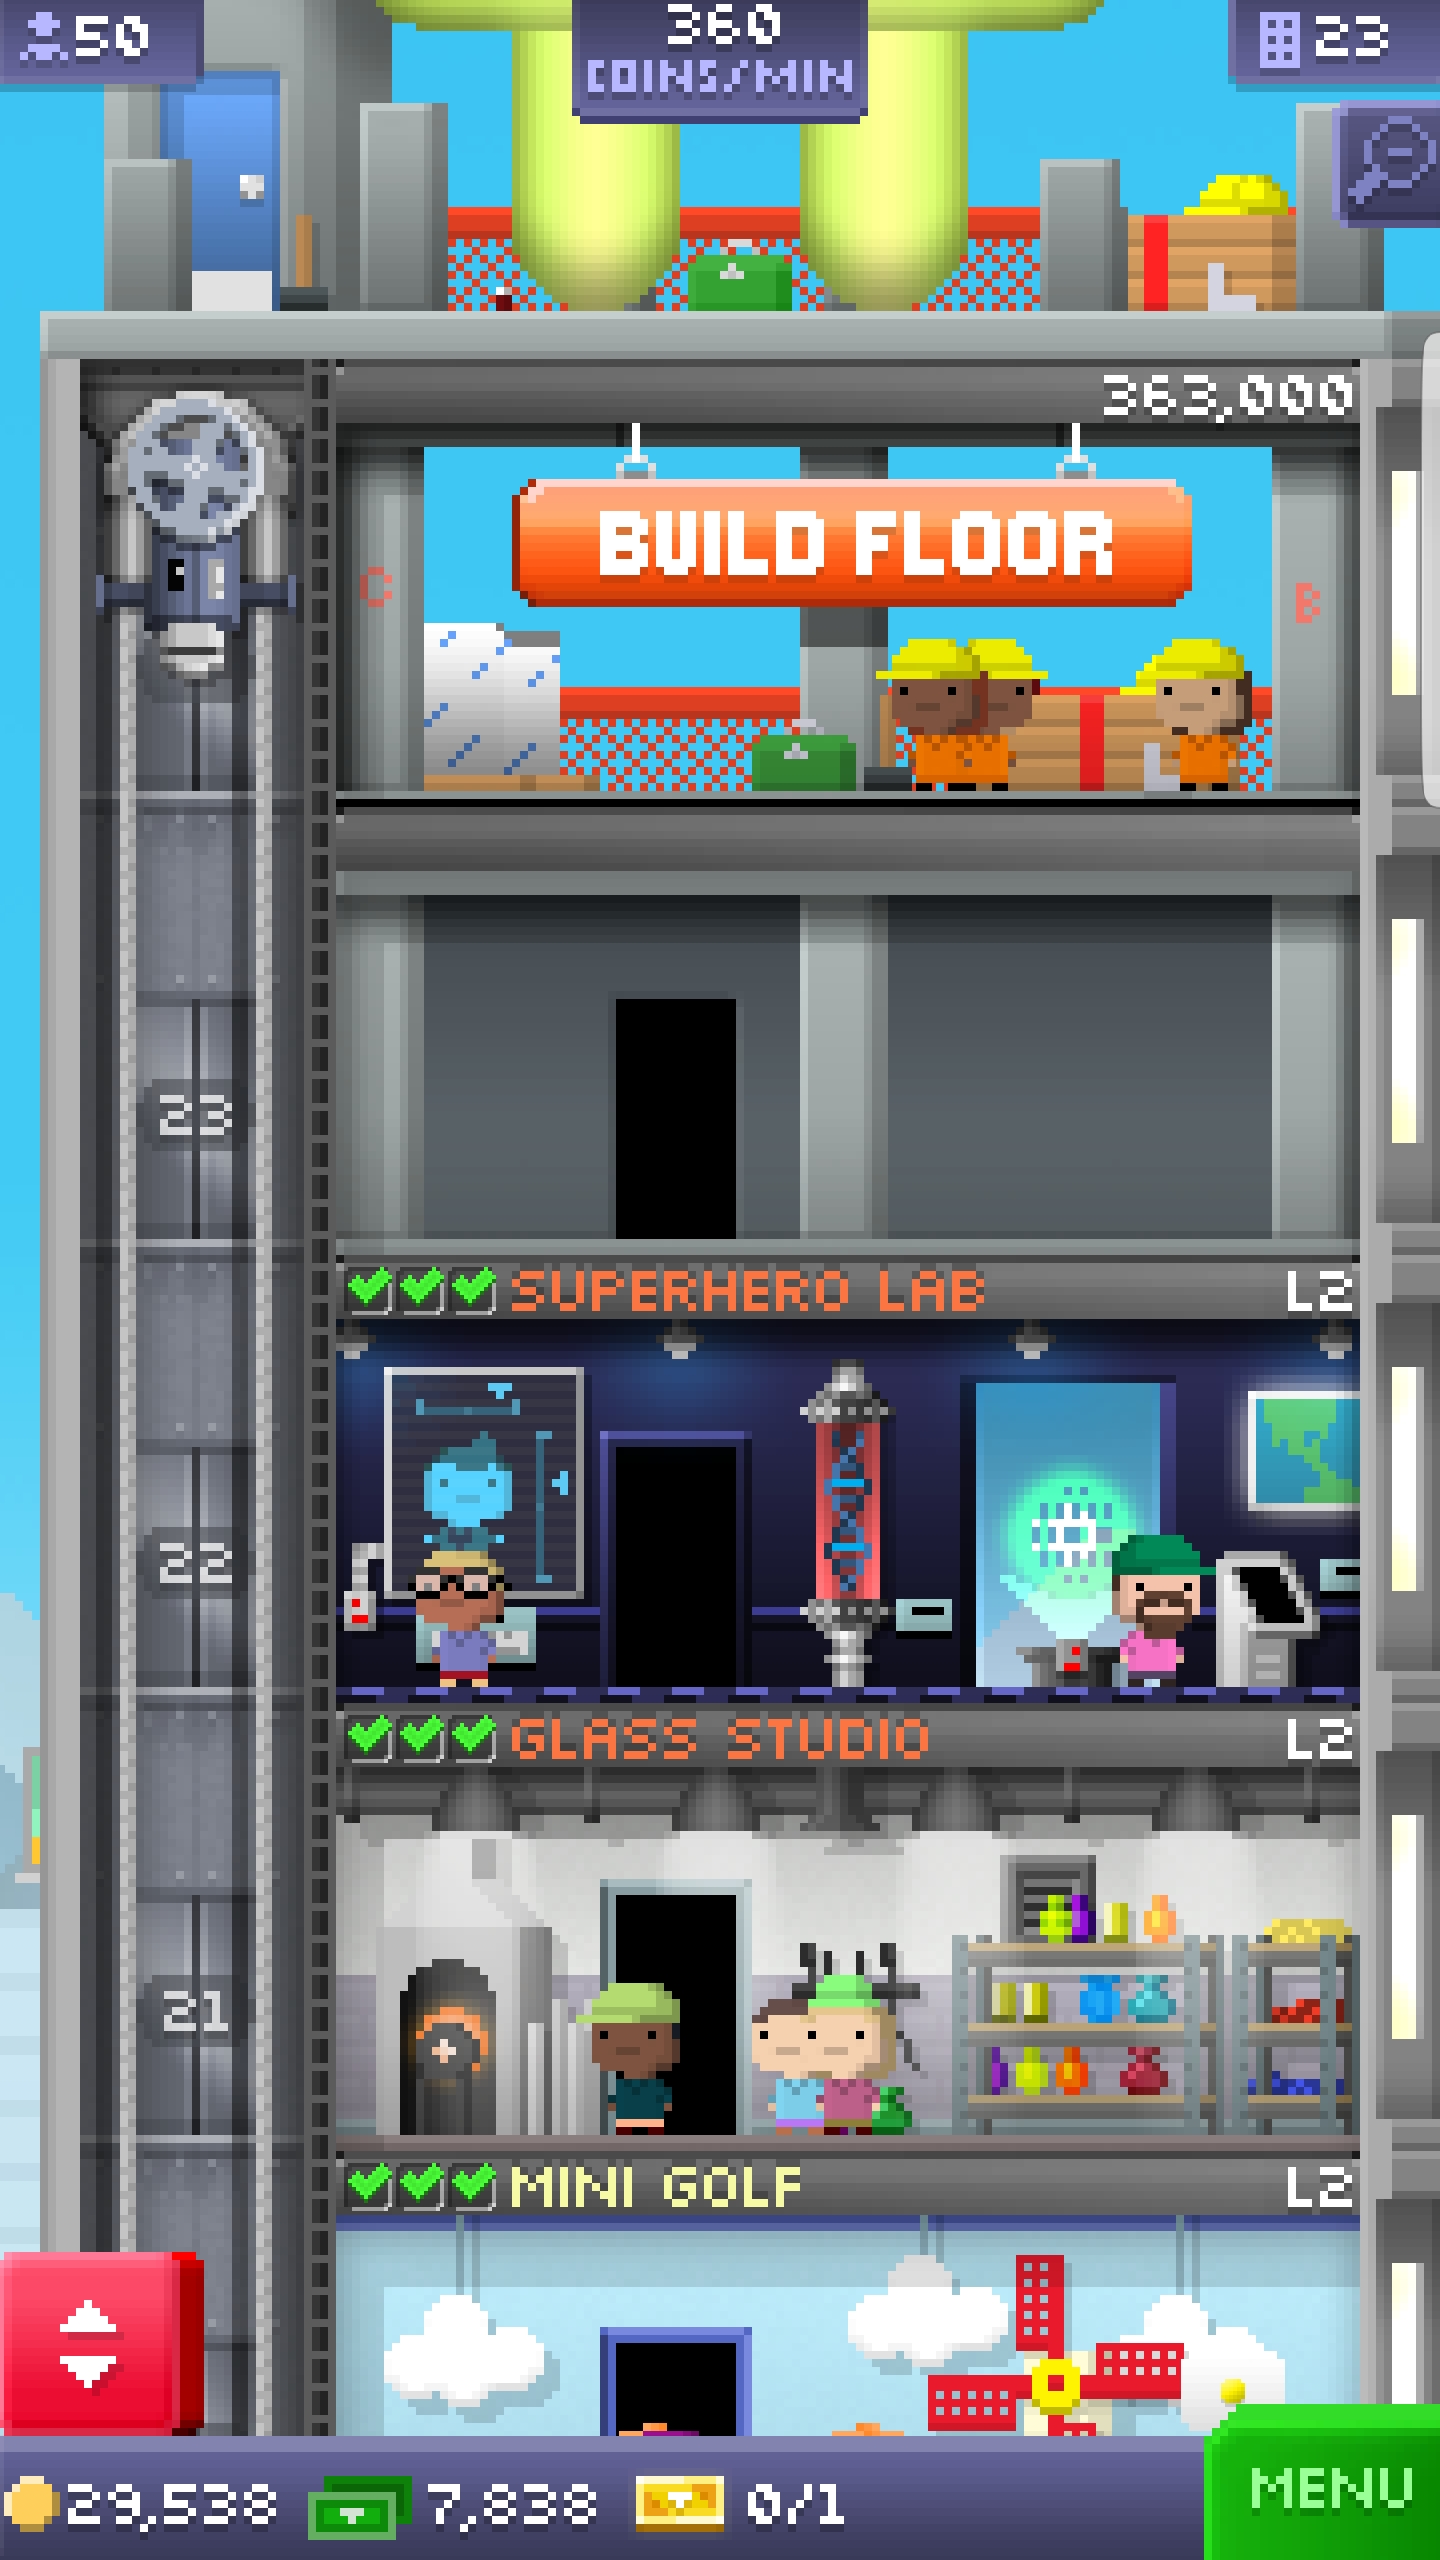 50
360
COINS/MIN
23
363,000
BUILD FLOOR
C
B
23
SUPERHERO LAB L2
22
GLASS STUDIO L2
21
MINI GOLF L2
29,538 7,838 0/1
MENU